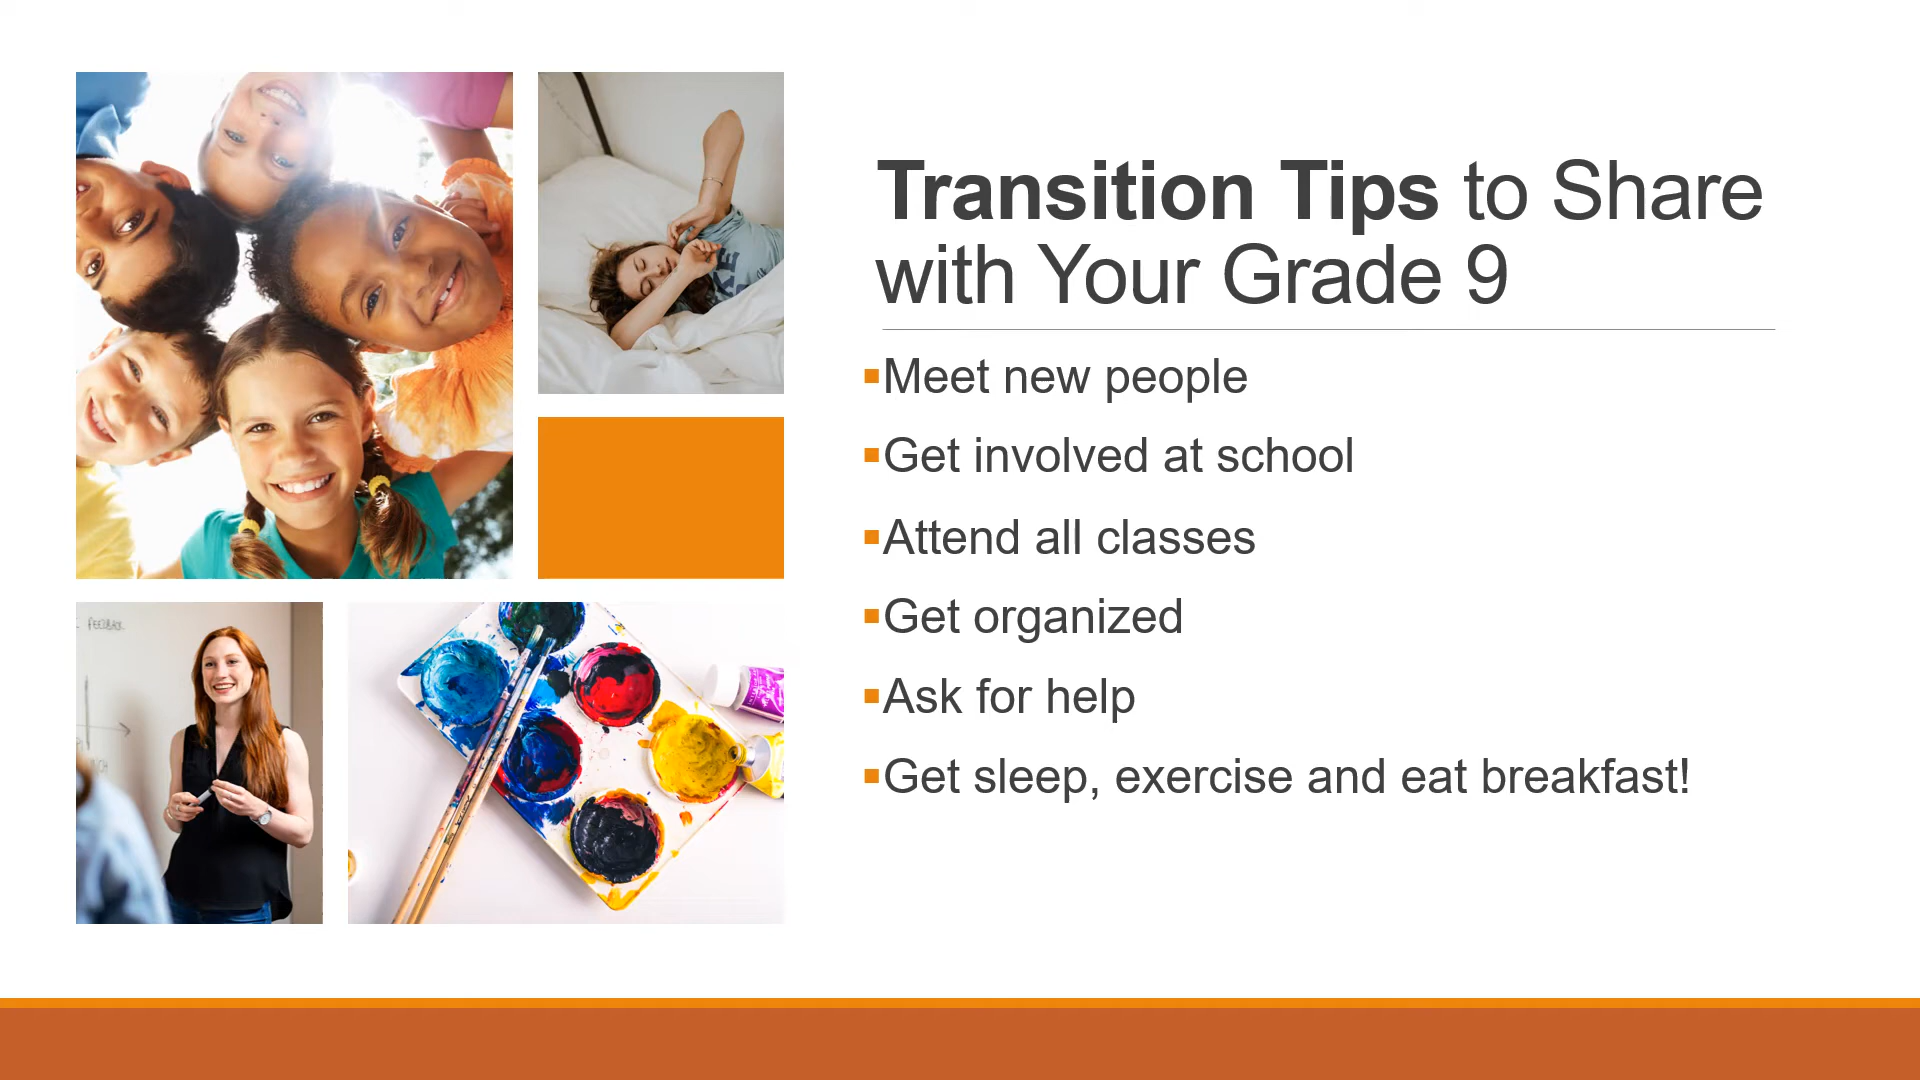 Transition Tips to Share
with Your Grade 9
▪Meet new people
▪Get involved at school
▪Attend all classes
▪Get organized
▪Ask for help
▪Get sleep, exercise and eat breakfast!
FEEDBACK